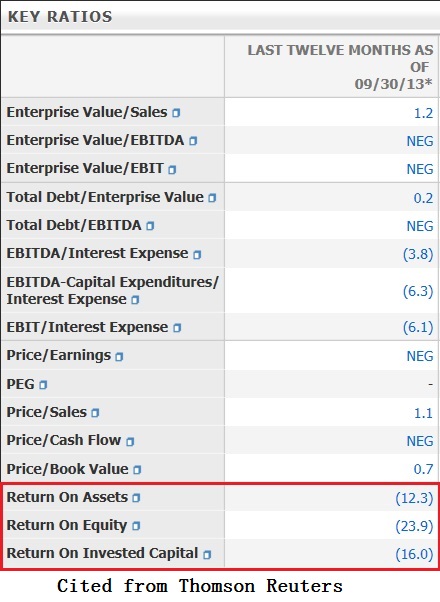 KEY RATIOS
LAST TWELVE MONTHS AS
OF
09/30/13*
Enterprise Value/Sales 1.2
Enterprise Value/EBITDA NEG
Enterprise Value/EBIT NEG
Total Debt/Enterprise Value 0.2
Total Debt/EBITDA NEG
EBITDA/Interest Expense (3.8)
EBITDA-Capital Expenditures/
Interest Expense (6.3)
EBIT/Interest Expense (6.1)
Price/Earnings NEG
PEG -
Price/Sales 1.1
Price/Cash Flow NEG
Price/Book Value 0.7
Return On Assets (12.3)
Return On Equity (23.9)
Return On Invested Capital (16.0)
Cited from Thomson Reuters